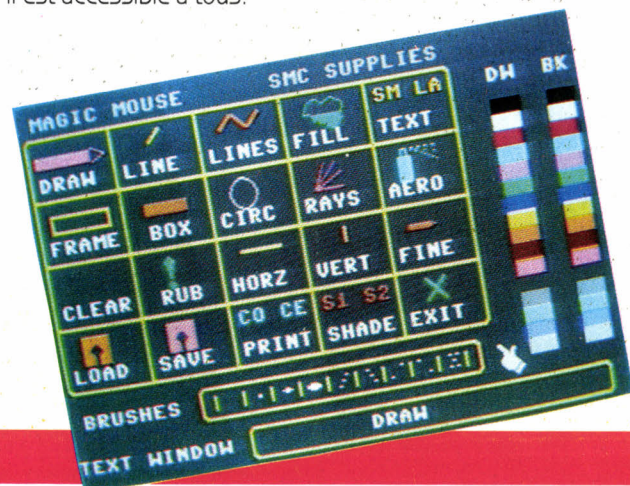 il est accessible à tous.
MAGIC MOUSE SMC SUPPLIES
DW BK
DRAW LINE LINES FILL SM LA TEXT
FRAME BOX CIRC RAYS AERO
CLEAR RUB HORZ VERT FINE
LOAD SAVE CO CE PRINT S1 S2 SHADE EXIT
BRUSHES
TEXT WINDOW DRAW